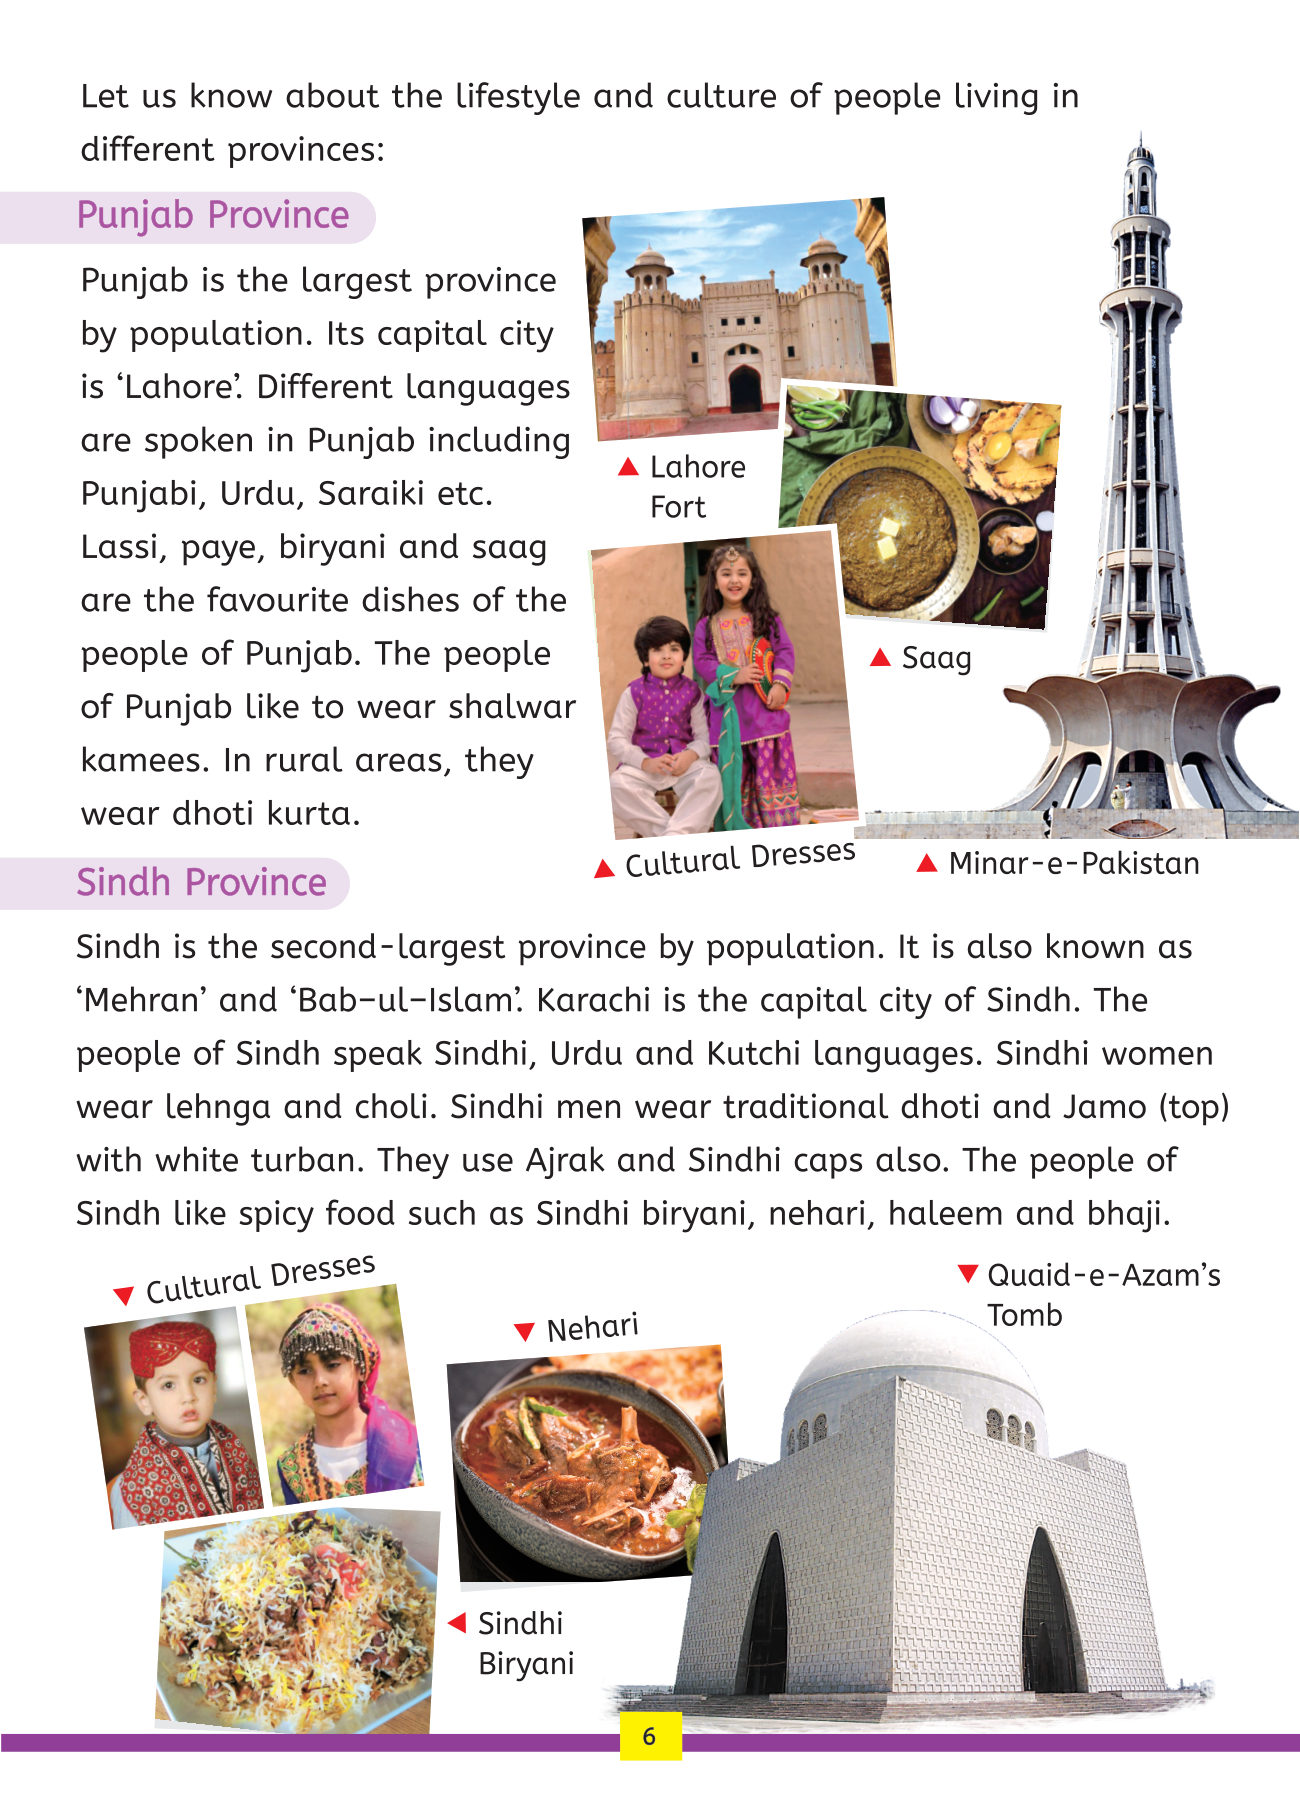 Let us know about the lifestyle and culture of people living in
different provinces:
Punjab Province
Punjab is the largest province
by population. Its capital city
is ‘Lahore’. Different languages
are spoken in Punjab including
Punjabi, Urdu, Saraiki etc.
Lassi, paye, biryani and saag
are the favourite dishes of the
people of Punjab. The people
of Punjab like to wear shalwar
kamees. In rural areas, they
wear dhoti kurta.
Lahore
Fort
Saag
Cultural Dresses
Minar-e-Pakistan
Sindh Province
Sindh is the second-largest province by population. It is also known as
‘Mehran’ and ‘Bab–ul–Islam’. Karachi is the capital city of Sindh. The
people of Sindh speak Sindhi, Urdu and Kutchi languages. Sindhi women
wear lehnga and choli. Sindhi men wear traditional dhoti and Jamo (top)
with white turban. They use Ajrak and Sindhi caps also. The people of
Sindh like spicy food such as Sindhi biryani, nehari, haleem and bhaji.
Cultural Dresses
Nehari
Quaid-e-Azam’s
Tomb
Sindhi
Biryani
6